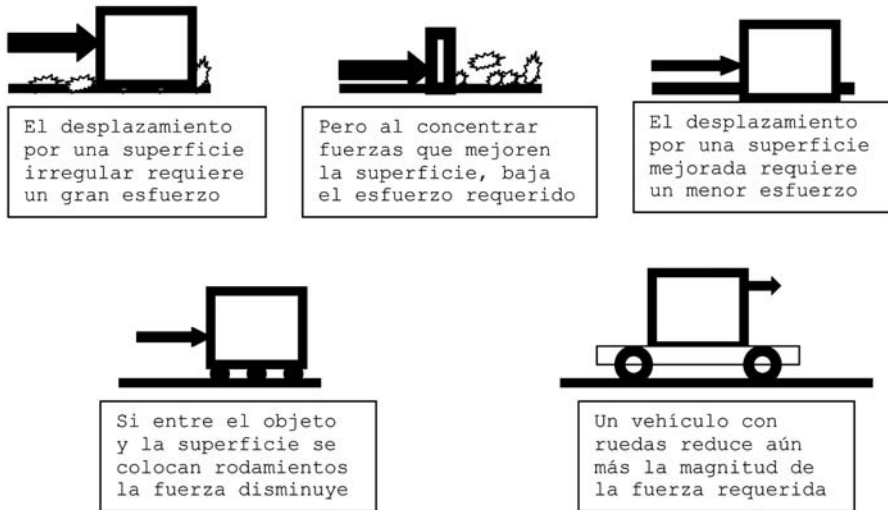 El desplazamiento
por una superficie
irregular requiere
un gran esfuerzo
Pero al concentrar
fuerzas que mejoren
la superficie, baja
el esfuerzo requerido
El desplazamiento
por una superficie
mejorada requiere
un menor esfuerzo
Si entre el objeto
y la superficie se
colocan rodamientos
la fuerza disminuye
Un vehículo con
ruedas reduce aún
más la magnitud de
la fuerza requerida